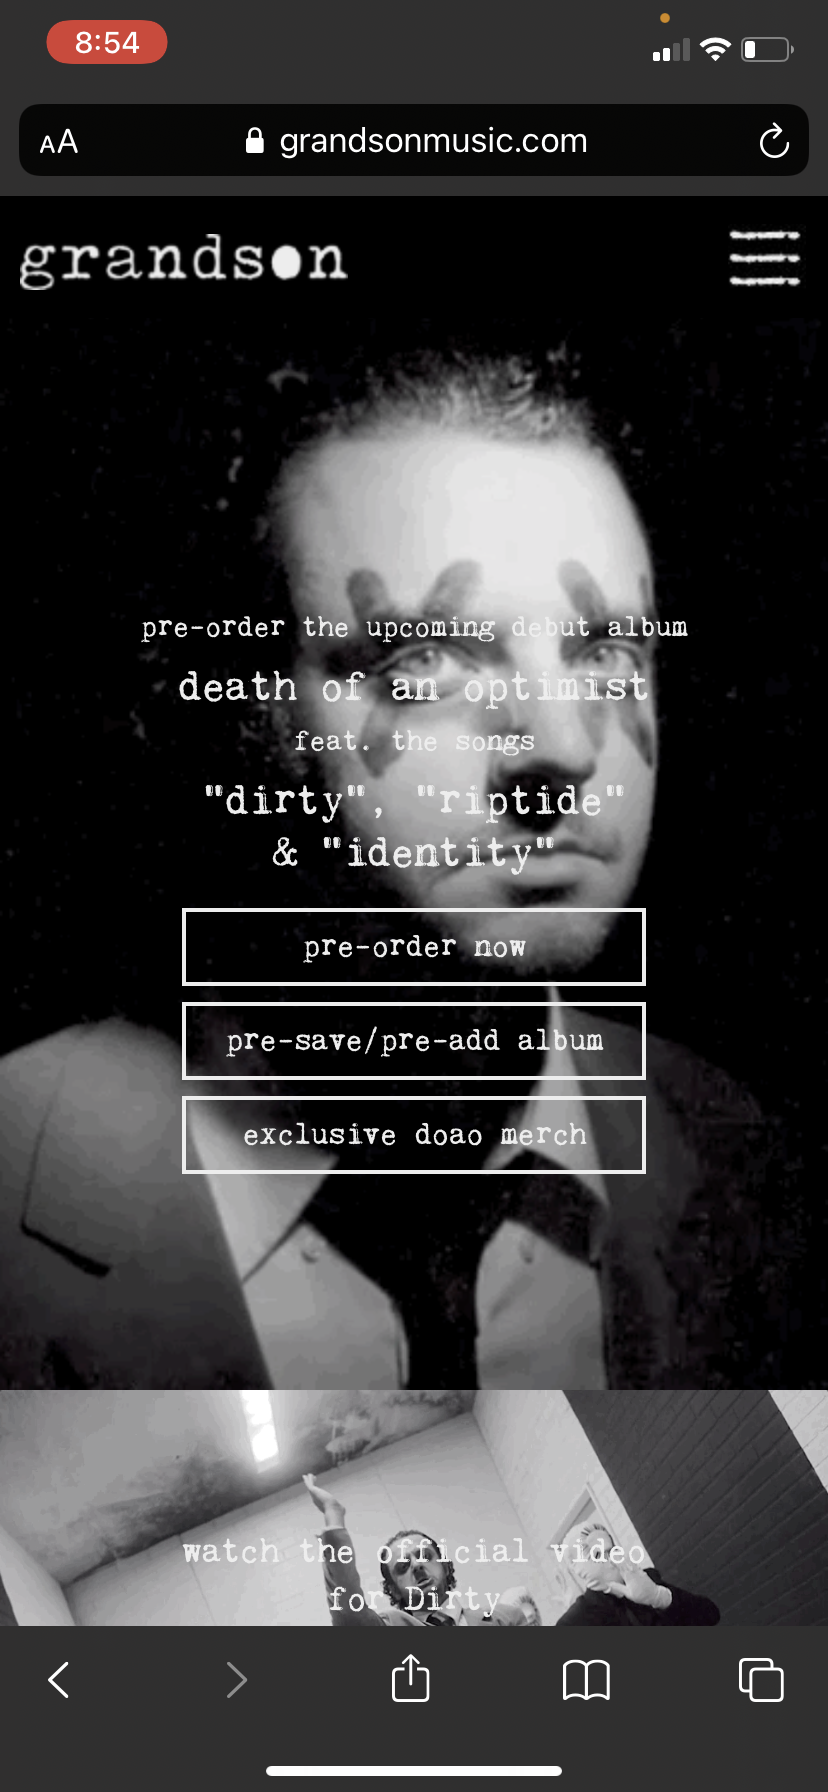 8:54
AA grandsonmusic.com
grandson
pre-order the upcoming debut album
death of an optimist
feat. the songs
"dirty", "riptide"
& "identity"
pre-order now
pre-save/pre-add album
exclusive doao merch
watch the official video
for Dirty